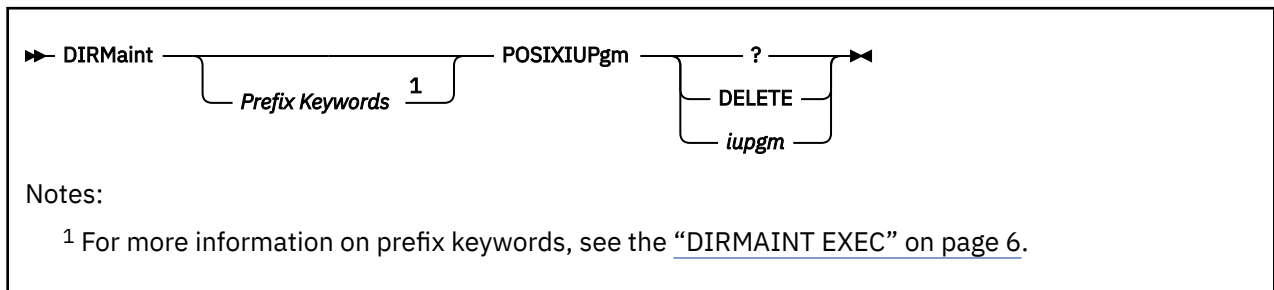 DIRMaint POSIXIUPgm ?
Prefix Keywords 1
DELETE
iupgm
Notes:
1 For more information on prefix keywords, see the “DIRMAINT EXEC” on page 6.